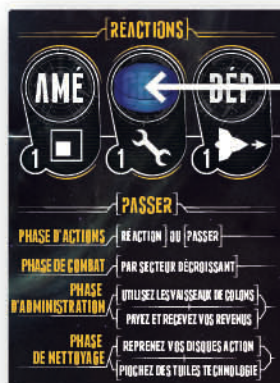 RÉACTIONS
AMÉ DÉP
1 1 1
PASSER
PHASE D'ACTIONS RÉACTION OU PASSER
PHASE DE COMBAT PAR SECTEUR DÉCROISSANT
PHASE D'ADMINISTRATION UTILISEZ LES VAISSEAUX DE COLONS
PAYEZ ET RECEVEZ VOS REVENUS
PHASE DE NETTOYAGE REPRENEZ VOS DISQUES ACTION
PIOCHEZ DES TUILES TECHNOLOGIE